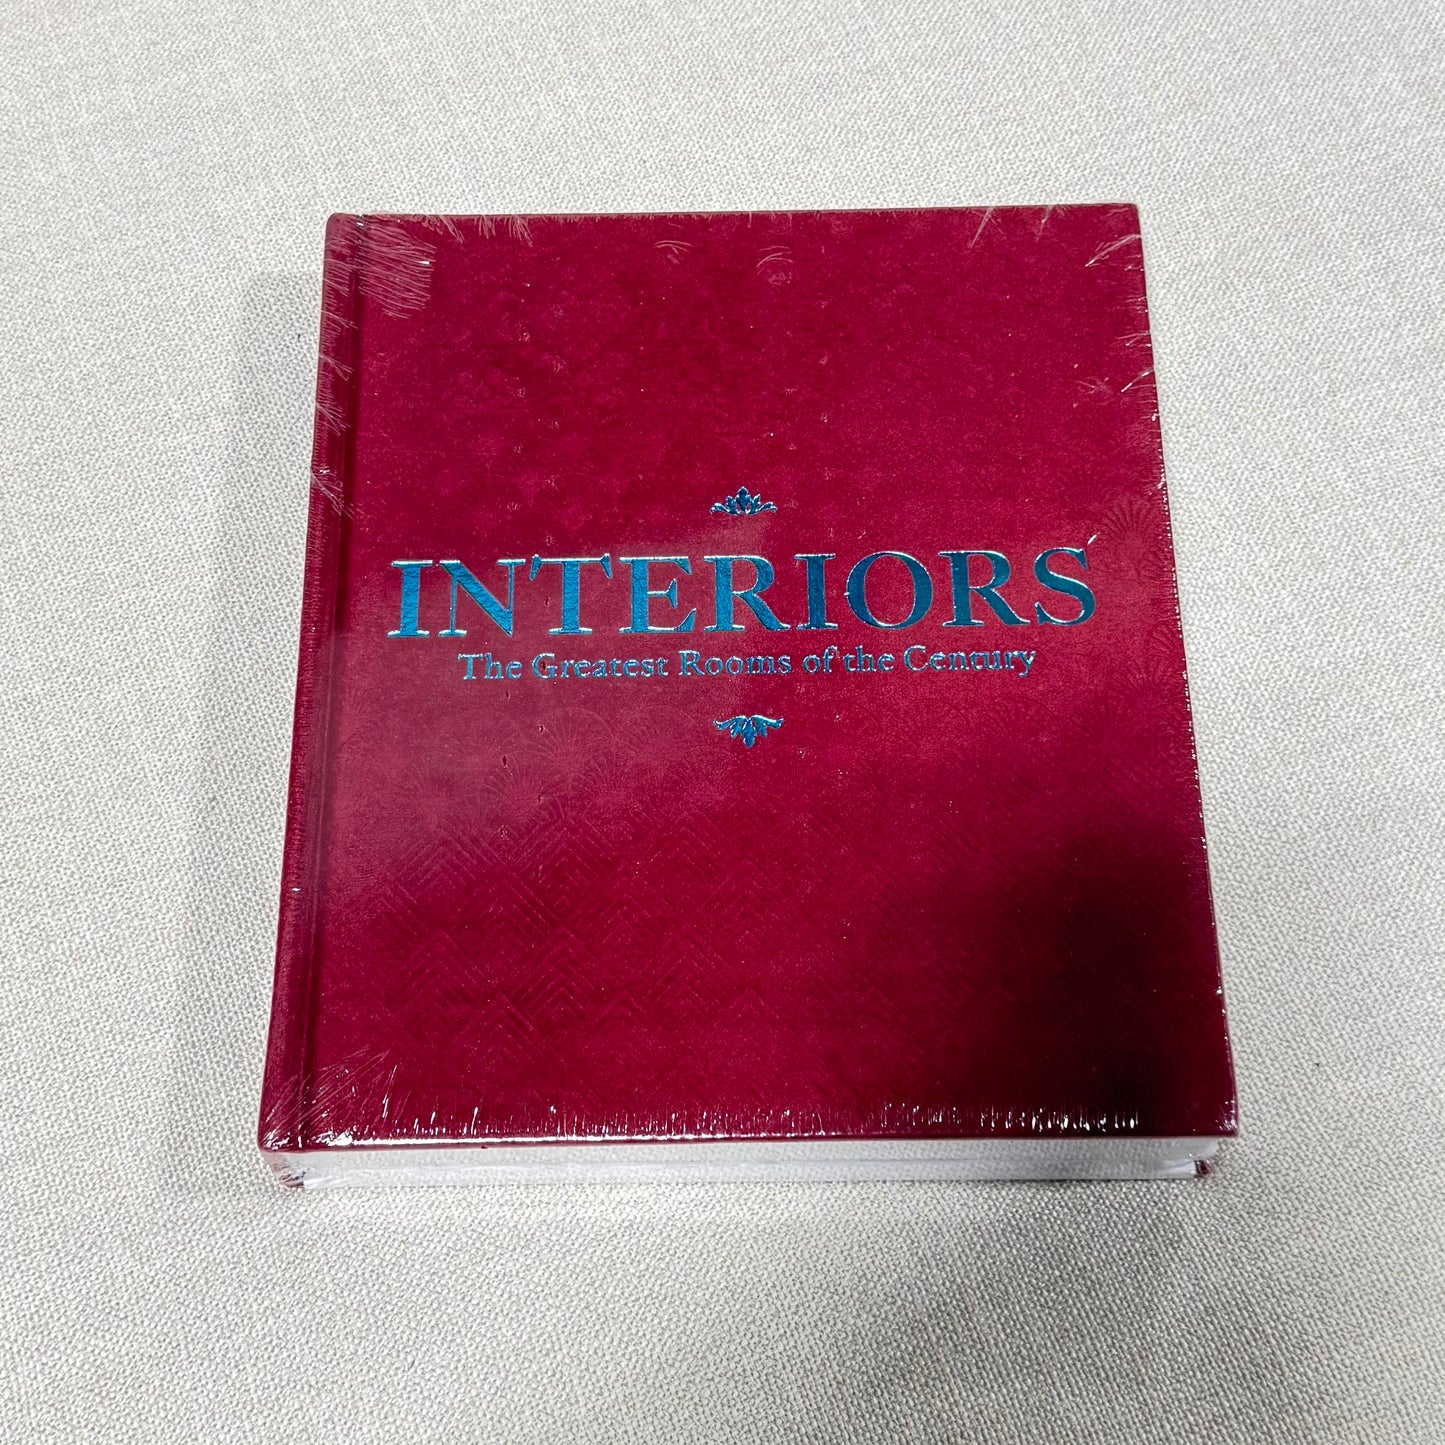 INTERIORS
The Greatest Rooms of the Century